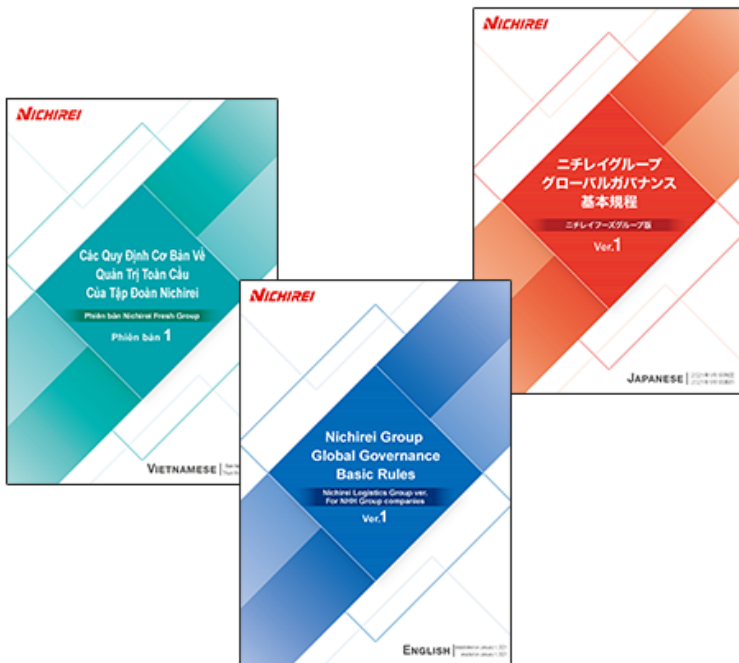 NICHIREI
Các Quy Định Cơ Bản Về
Quản Trị Toàn Cầu
Của Tập Đoàn Nichirei
Phiên bản Nichirei Fresh Group
Phiên bản 1
VIETNAMESE
NICHIREI
Nichirei Group
Global Governance
Basic Rules
Nichirei Logistics Group ver.
For NHH Group companies
Ver.1
ENGLISH
NICHIREI
ニチレイグループ
グローバルガバナンス
基本規程
ニチレイフーズグループ版
Ver.1
JAPANESE